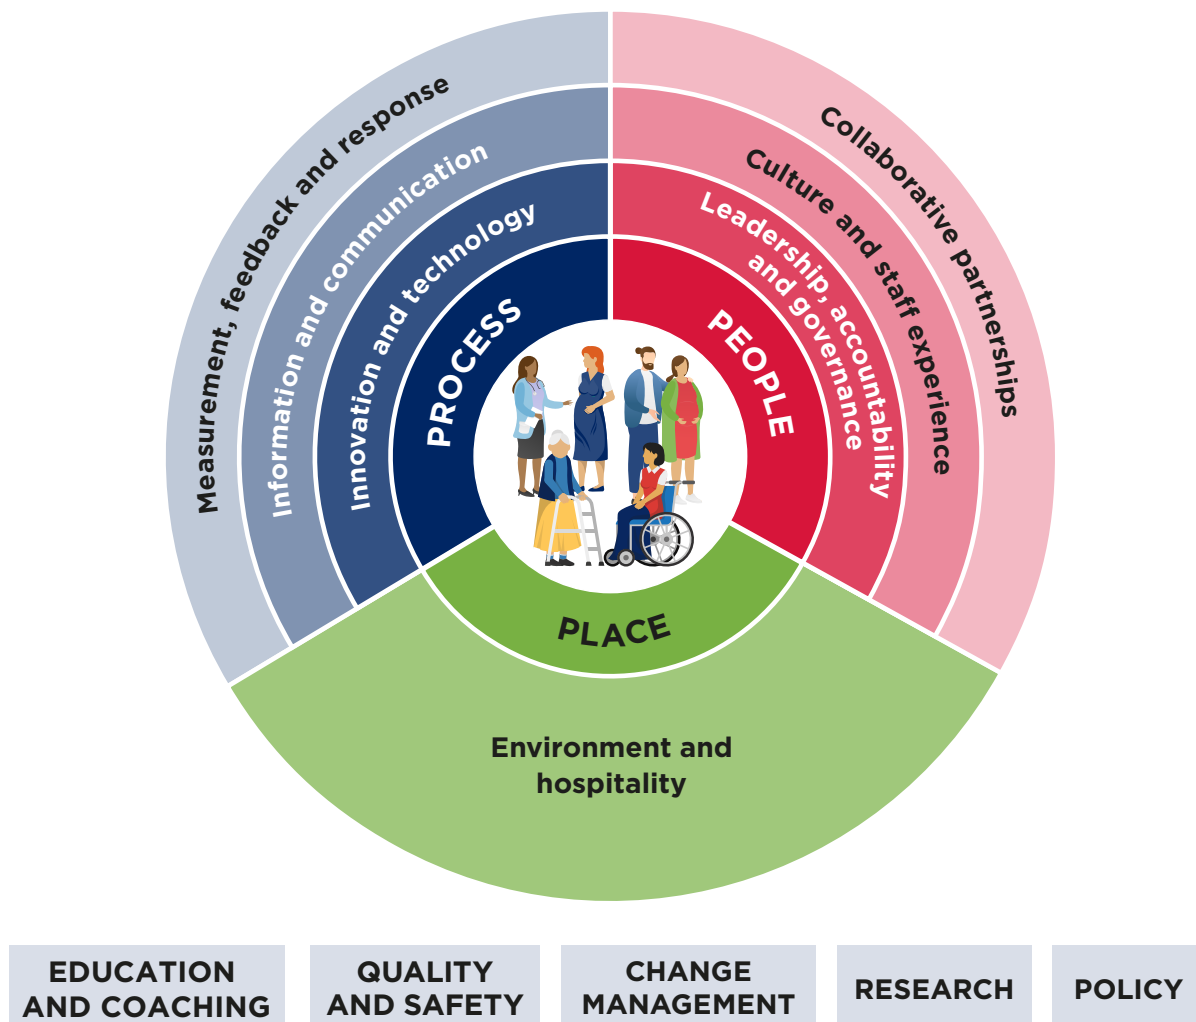 Measurement, feedback and response
Information and communication
Innovation and technology
PROCESS
Collaborative partnerships
Culture and staff experience
Leadership, accountability
and governance
PEOPLE
PLACE
Environment and
hospitality
EDUCATION
AND COACHING
QUALITY
AND SAFETY
CHANGE
MANAGEMENT
RESEARCH
POLICY